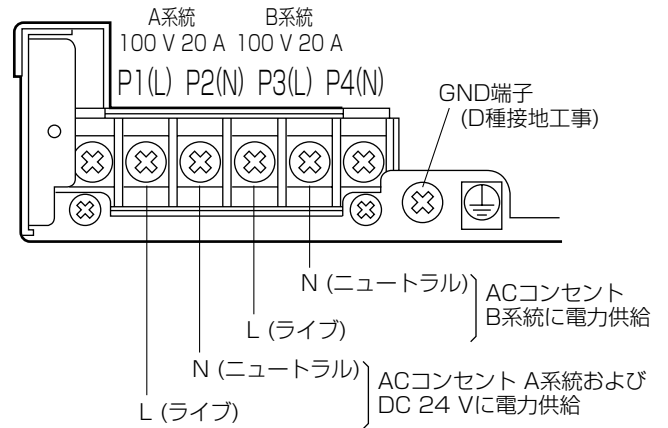 A系統
100 V 20 A
B系統
100 V 20 A
P1(L) P2(N) P3(L) P4(N)
GND端子
(D種接地工事)
N (ニュートラル)
L (ライブ)
ACコンセント
B系統に電力供給
N (ニュートラル)
L (ライブ)
ACコンセント A系統および
DC 24 Vに電力供給